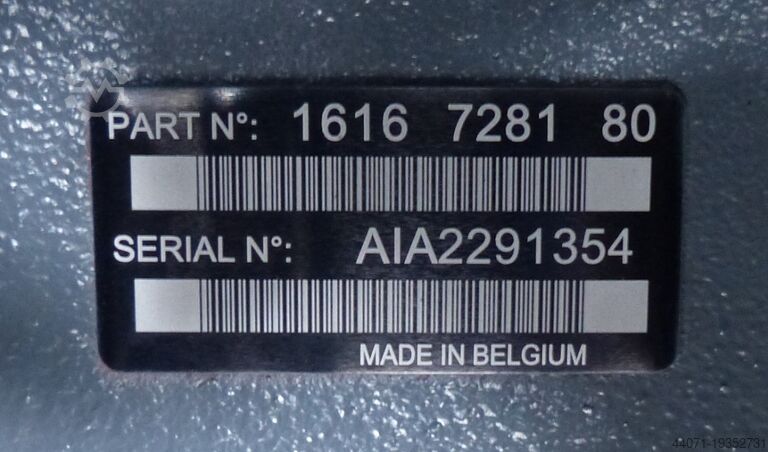 PART N°: 1616 7281 80
SERIAL N°: AIA2291354
MADE IN BELGIUM
44071-19352731